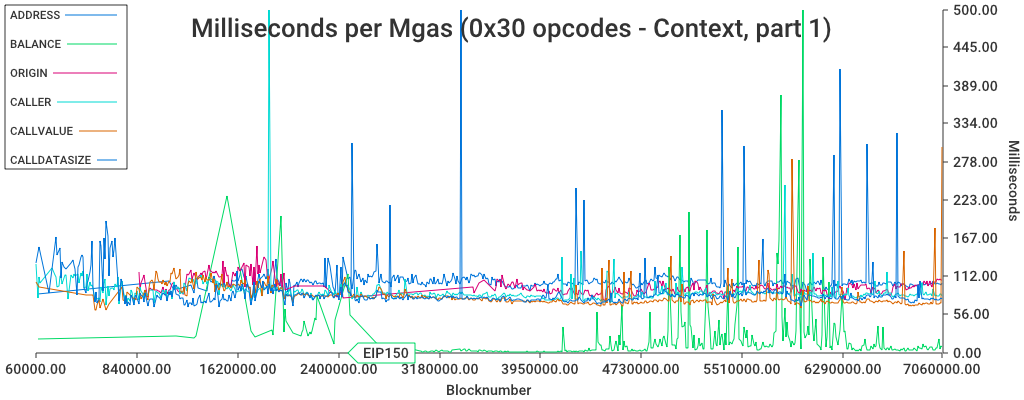 Milliseconds per Mgas (0x30 opcodes - Context, part 1)
ADDRESS
BALANCE
ORIGIN
CALLER
CALLVALUE
CALLDATASIZE
500.00
445.00
389.00
334.00
278.00
223.00
167.00
112.00
56.00
0.00
Milliseconds
EIP150
60000.00 840000.00 1620000.00 2400000.00 3180000.00 3950000.00 4730000.00 5510000.00 6290000.00 7060000.00
Blocknumber